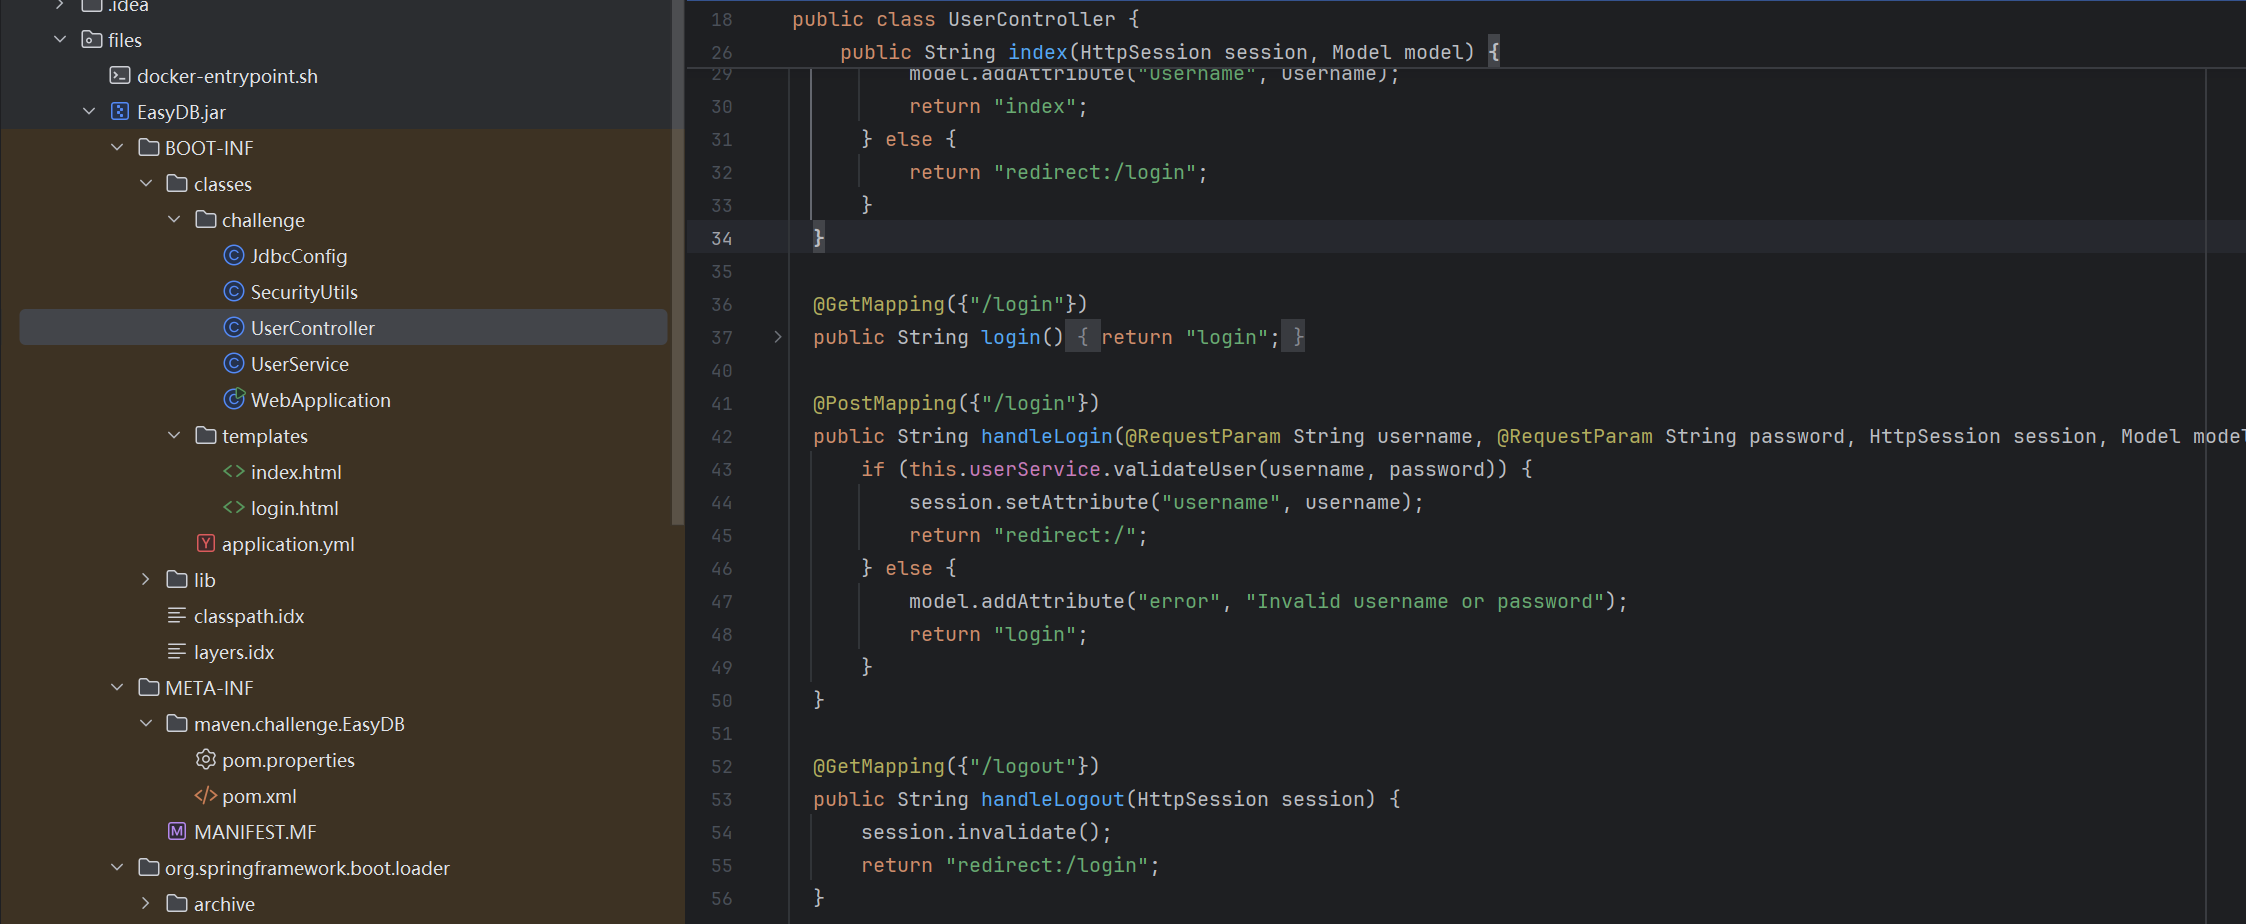 .idea
files
docker-entrypoint.sh
EasyDB.jar
BOOT-INF
classes
challenge
JdbcConfig
SecurityUtils
UserController
UserService
WebApplication
templates
index.html
login.html
application.yml
lib
classpath.idx
layers.idx
META-INF
maven.challenge.EasyDB
pom.properties
pom.xml
MANIFEST.MF
org.springframework.boot.loader
archive
18 public class UserController {
26 public String index(HttpSession session, Model model) {
29 model.addAttribute("username", username);
30 return "index";
31 } else {
32 return "redirect:/login";
33 }
34 }
35
36 @GetMapping({"/login"})
37 public String login() { return "login"; }
40
41 @PostMapping({"/login"})
42 public String handleLogin(@RequestParam String username, @RequestParam String password, HttpSession session, Model model
43 if (this.userService.validateUser(username, password)) {
44 session.setAttribute("username", username);
45 return "redirect:/";
46 } else {
47 model.addAttribute("error", "Invalid username or password");
48 return "login";
49 }
50 }
51
52 @GetMapping({"/logout"})
53 public String handleLogout(HttpSession session) {
54 session.invalidate();
55 return "redirect:/login";
56 }